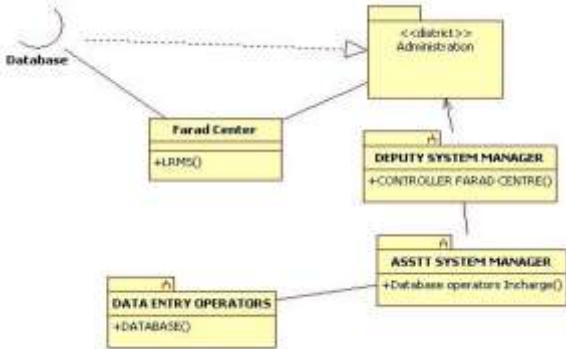 <<district>>
Administration
Database
Farad Center
+LRMS()
DEPUTY SYSTEM MANAGER
+CONTROLLER FARAD CENTRE()
ASSTT SYSTEM MANAGER
+Database operators Incharge()
DATA ENTRY OPERATORS
+DATABASE()